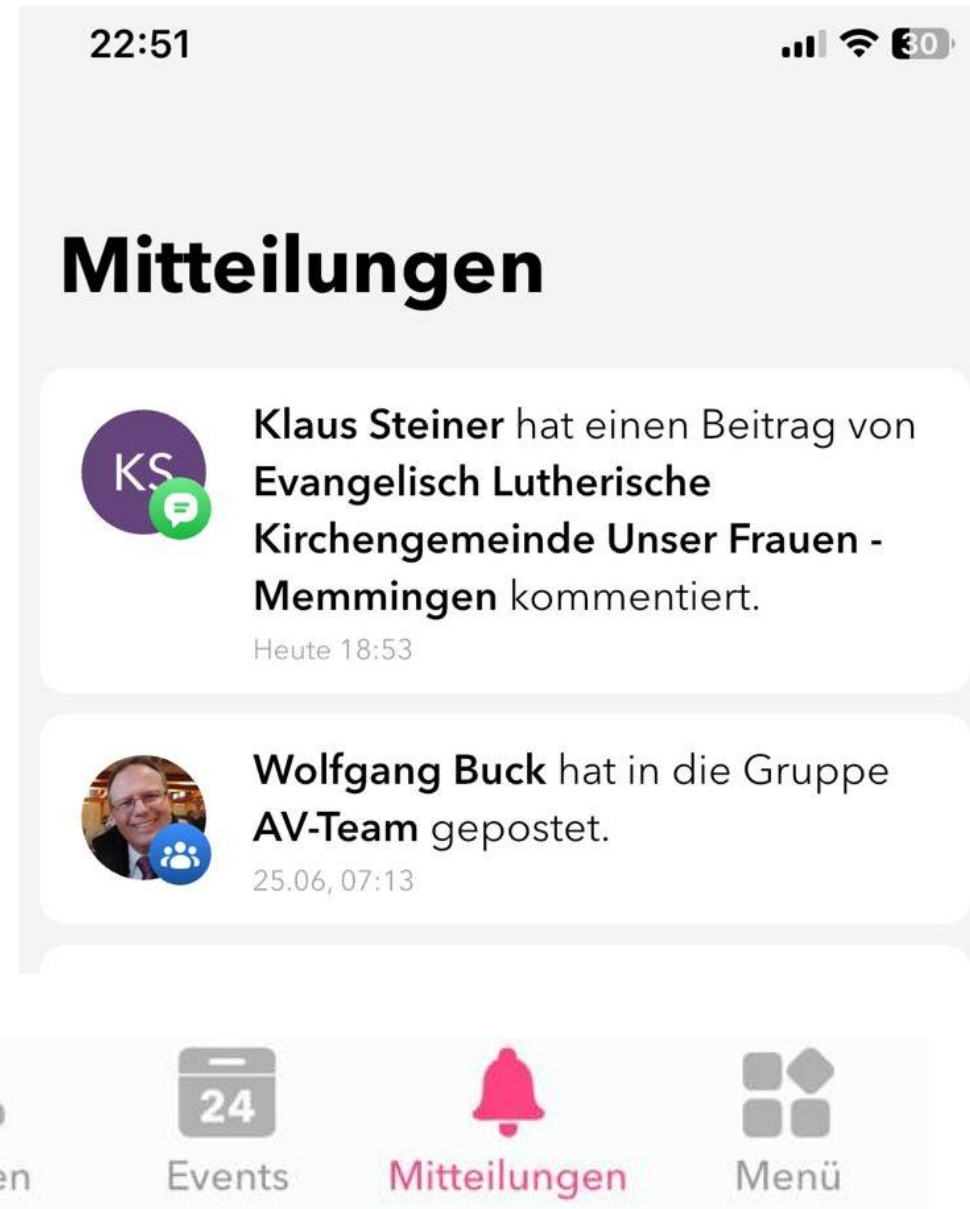 22:51
30
Mitteilungen
KS
Klaus Steiner hat einen Beitrag von
Evangelisch Lutherische
Kirchengemeinde Unser Frauen -
Memmingen kommentiert.
Heute 18:53
Wolfgang Buck hat in die Gruppe
AV-Team gepostet.
25.06, 07:13
24
en
Events
Mitteilungen
Menü